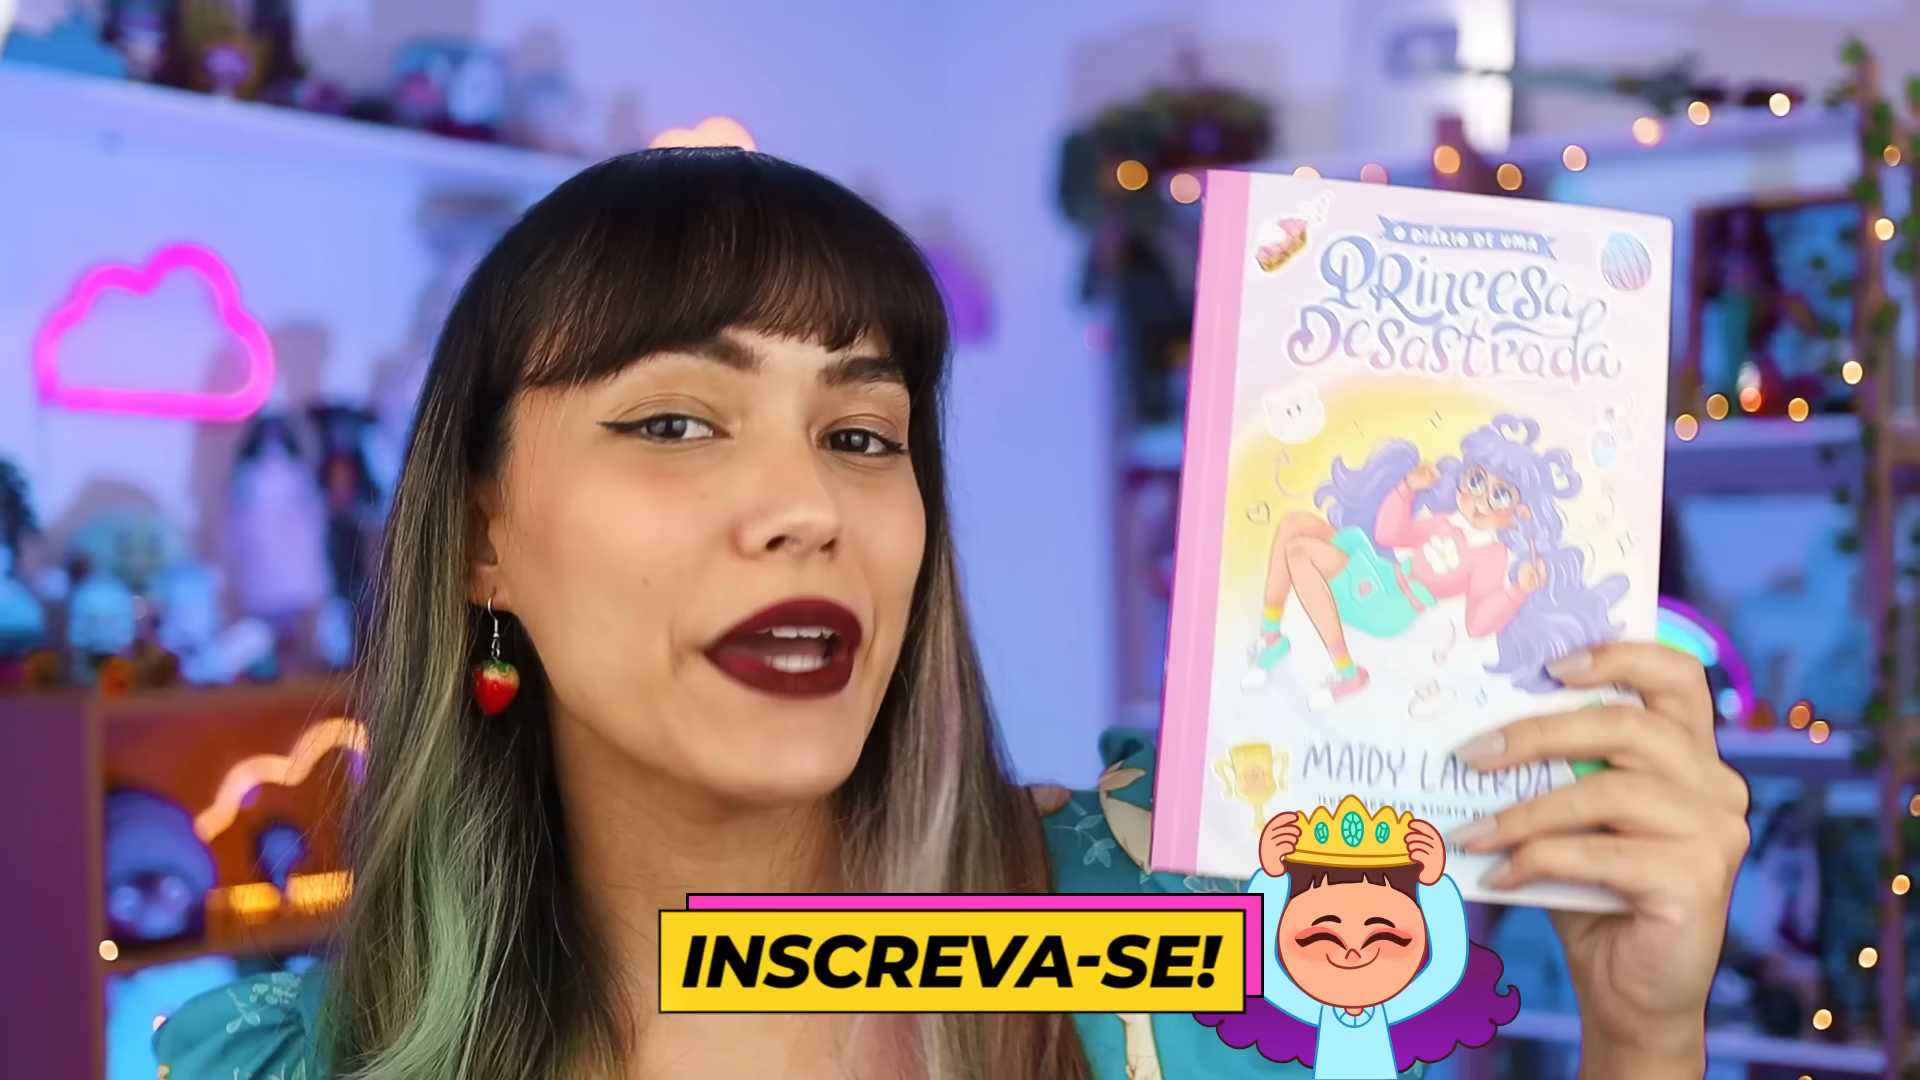 O DIÁRIO DE UMA
PRINCESA
DESASTRADA
MAIDY LACERDA
INSCREVA-SE!